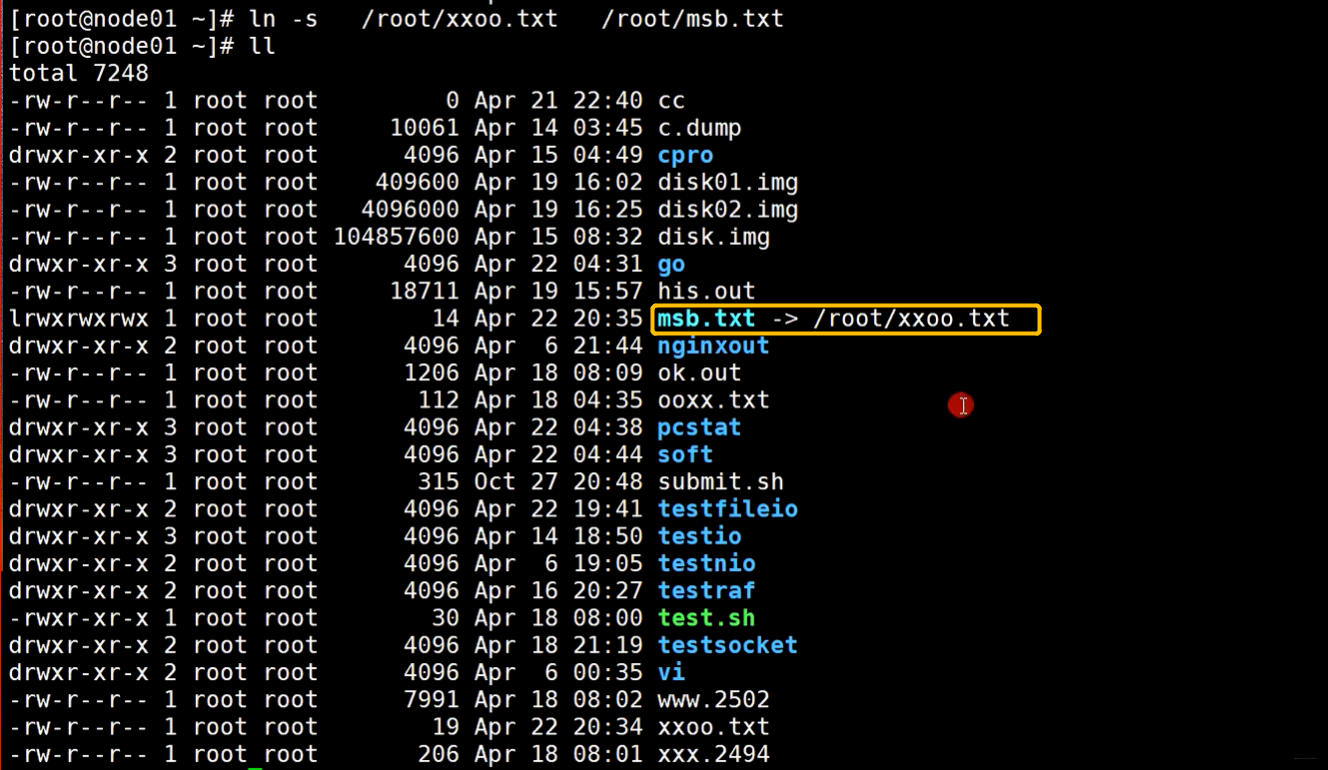 [root@node01 ~]# ln -s   /root/xxoo.txt   /root/msb.txt
[root@node01 ~]# ll
total 7248
-rw-r--r-- 1 root root         0 Apr 21 22:40 cc
-rw-r--r-- 1 root root     10061 Apr 14 03:45 c.dump
drwxr-xr-x 2 root root      4096 Apr 15 04:49 cpro
-rw-r--r-- 1 root root    409600 Apr 19 16:02 disk01.img
-rw-r--r-- 1 root root   4096000 Apr 19 16:25 disk02.img
-rw-r--r-- 1 root root 104857600 Apr 15 08:32 disk.img
drwxr-xr-x 3 root root      4096 Apr 22 04:31 go
-rw-r--r-- 1 root root     18711 Apr 19 15:57 his.out
lrwxrwxrwx 1 root root        14 Apr 22 20:35 msb.txt -> /root/xxoo.txt
drwxr-xr-x 2 root root      4096 Apr  6 21:44 nginxout
-rw-r--r-- 1 root root      1206 Apr 18 08:09 ok.out
-rw-r--r-- 1 root root       112 Apr 18 04:35 ooxx.txt
drwxr-xr-x 3 root root      4096 Apr 22 04:38 pcstat
drwxr-xr-x 3 root root      4096 Apr 22 04:44 soft
-rw-r--r-- 1 root root       315 Oct 27 20:48 submit.sh
drwxr-xr-x 2 root root      4096 Apr 22 19:41 testfileio
drwxr-xr-x 3 root root      4096 Apr 14 18:50 testio
drwxr-xr-x 2 root root      4096 Apr  6 19:05 testnio
drwxr-xr-x 2 root root      4096 Apr 16 20:27 testraf
-rwxr-xr-x 1 root root        30 Apr 18 08:00 test.sh
drwxr-xr-x 2 root root      4096 Apr 18 21:19 testsocket
drwxr-xr-x 2 root root      4096 Apr  6 00:35 vi
-rw-r--r-- 1 root root      7991 Apr 18 08:02 www.2502
-rw-r--r-- 1 root root        19 Apr 22 20:34 xxoo.txt
-rw-r--r-- 1 root root       206 Apr 18 08:01 xxx.2494